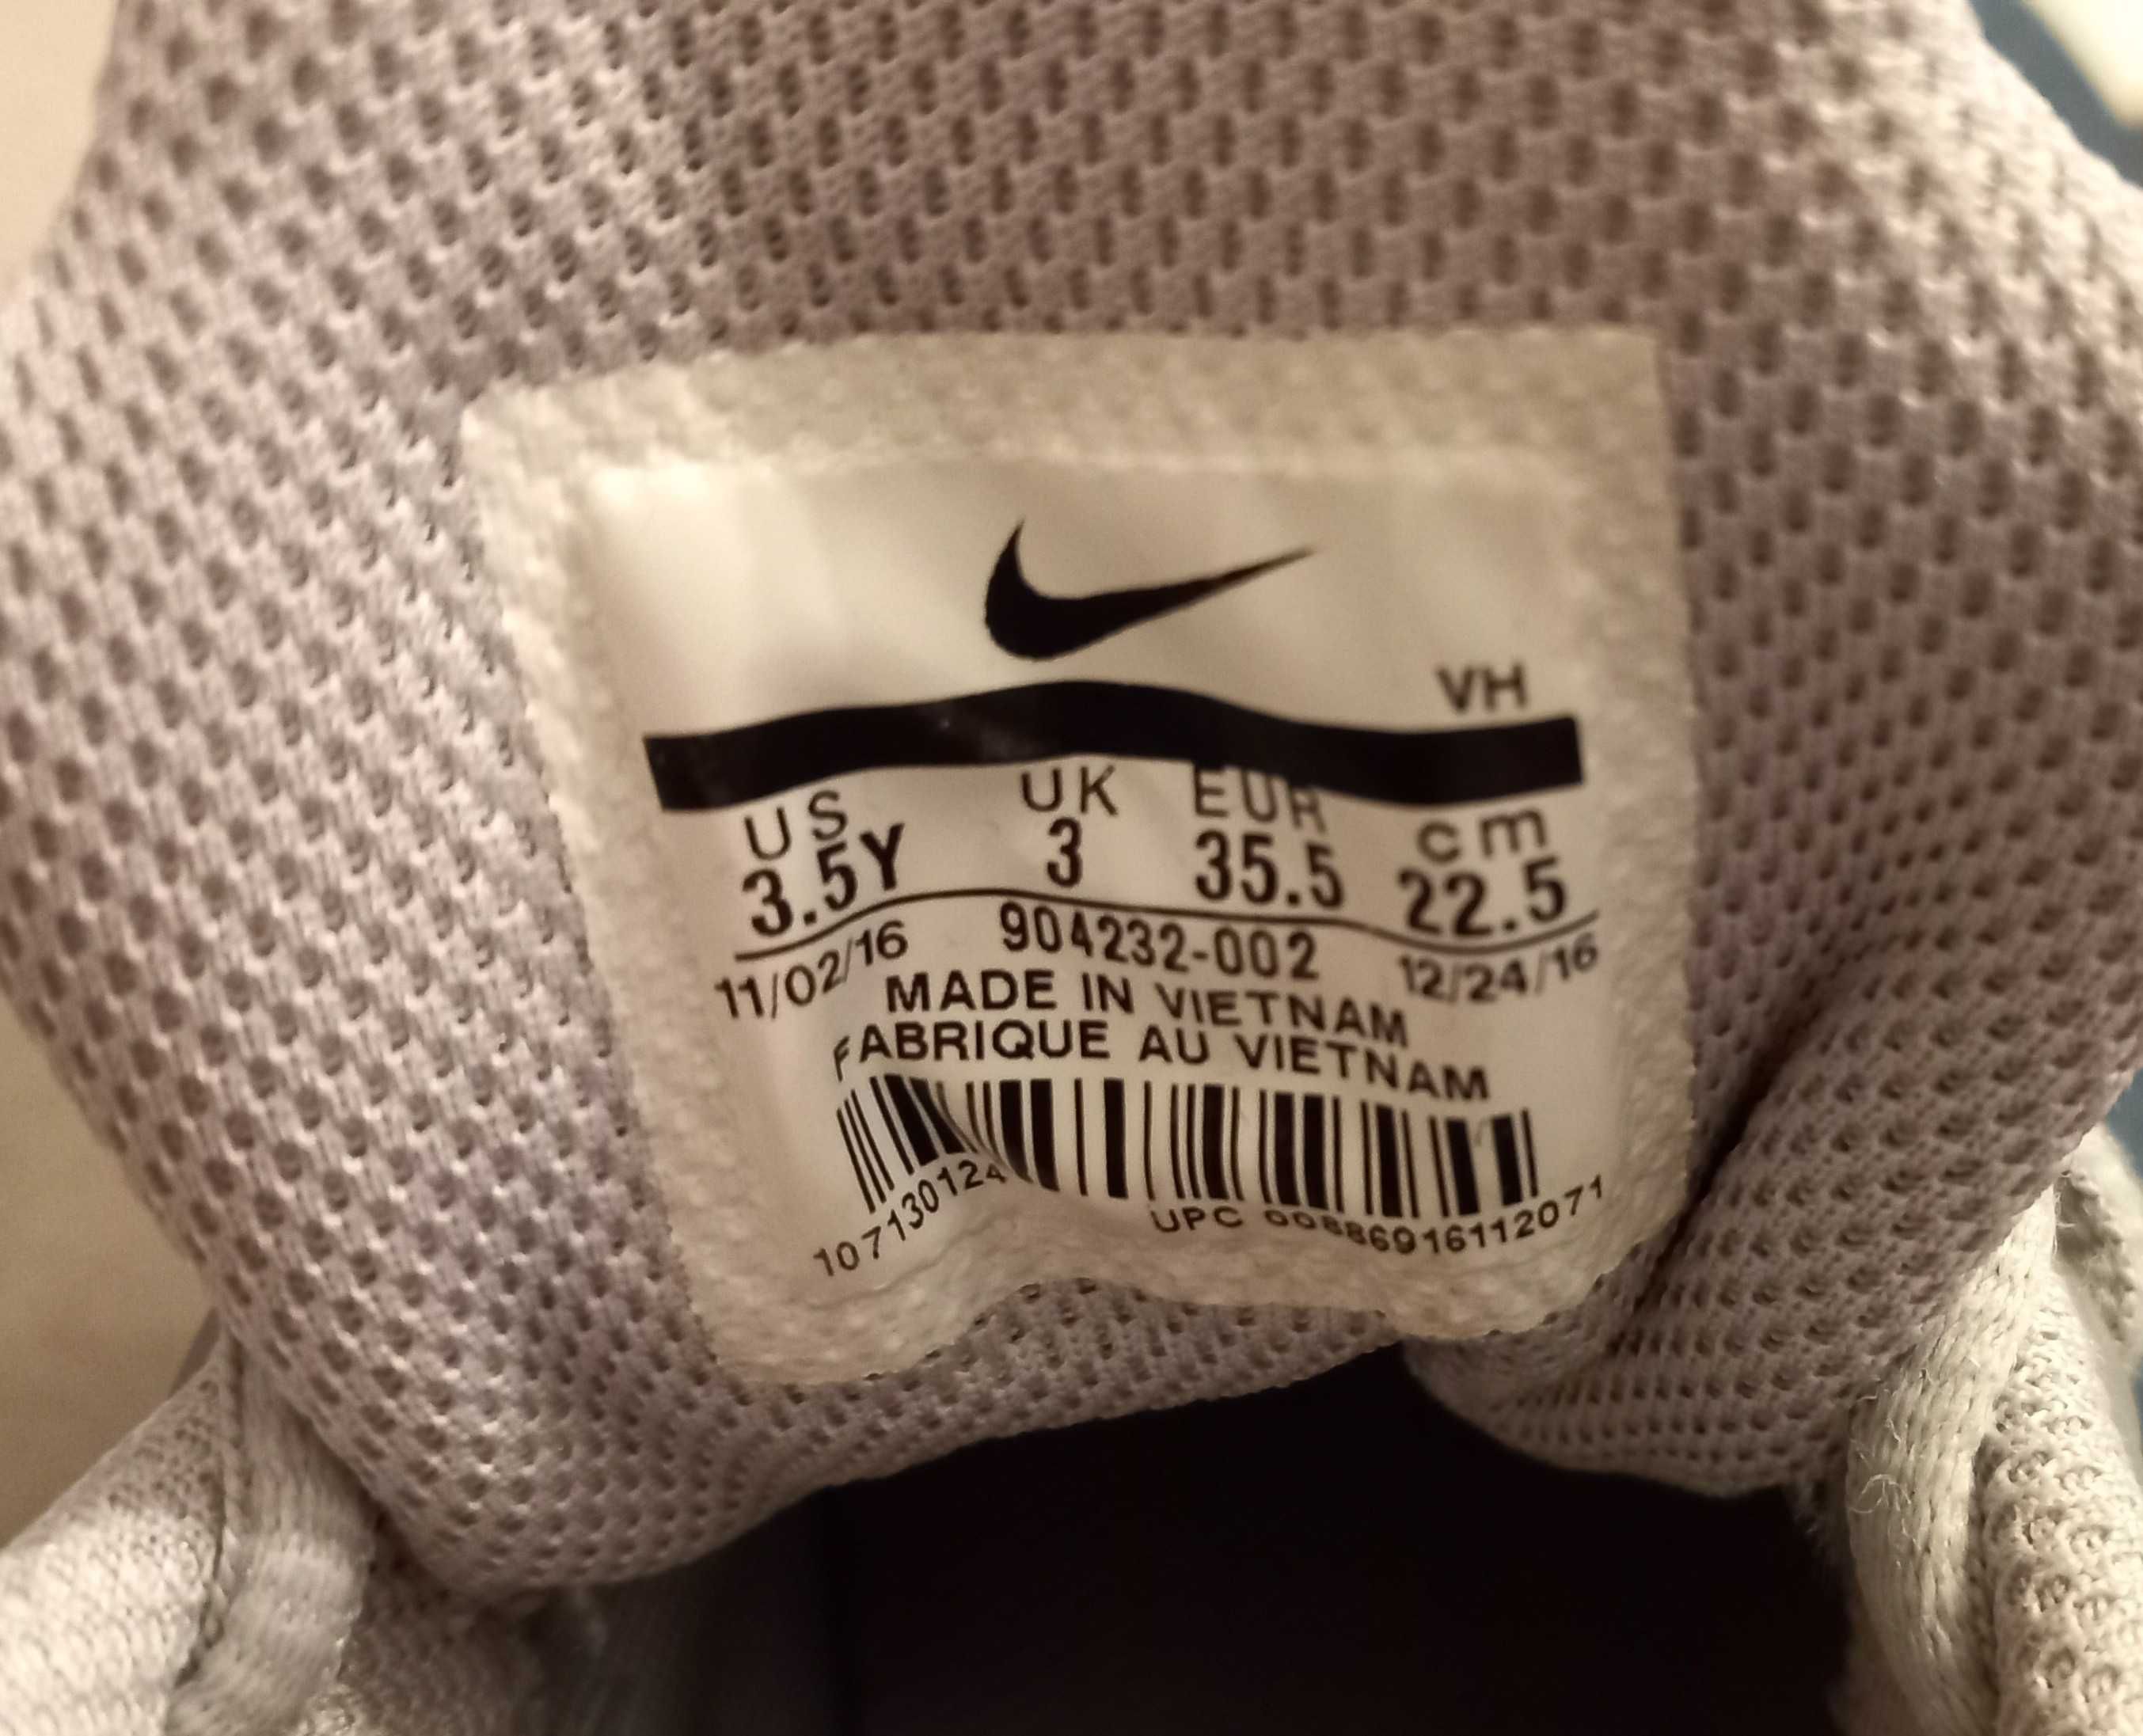 VH
US UK EUR cm
3.5Y 3 35.5 22.5
11/02/16 904232-002 12/24/16
MADE IN VIETNAM
FABRIQUE AU VIETNAM
107130124 UPC 00886916112071